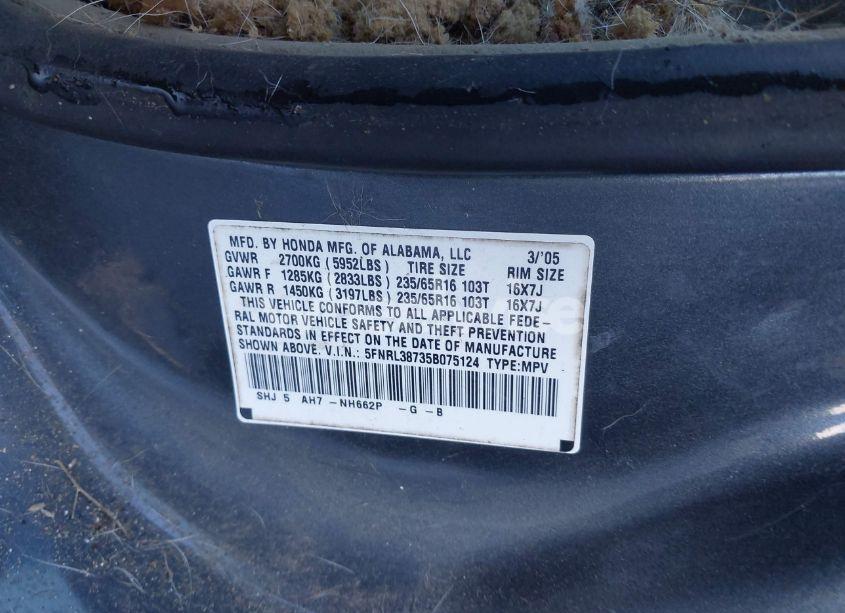 MFD. BY HONDA MFG. OF ALABAMA, LLC 3/'05
GVWR 2700KG (5952LBS) TIRE SIZE RIM SIZE
GAWR F 1285KG (2833LBS) 235/65R16 103T 16X7J
GAWR R 1450KG (3197LBS) 235/65R16 103T 16X7J
THIS VEHICLE CONFORMS TO ALL APPLICABLE FEDE-
RAL MOTOR VEHICLE SAFETY AND THEFT PREVENTION
STANDARDS IN EFFECT ON THE DATE OF MANUFACTURE
SHOWN ABOVE. V.I.N.: 5FNRL38735B075124 TYPE:MPV
SHJ 5 AH7 -NH662P -G -B